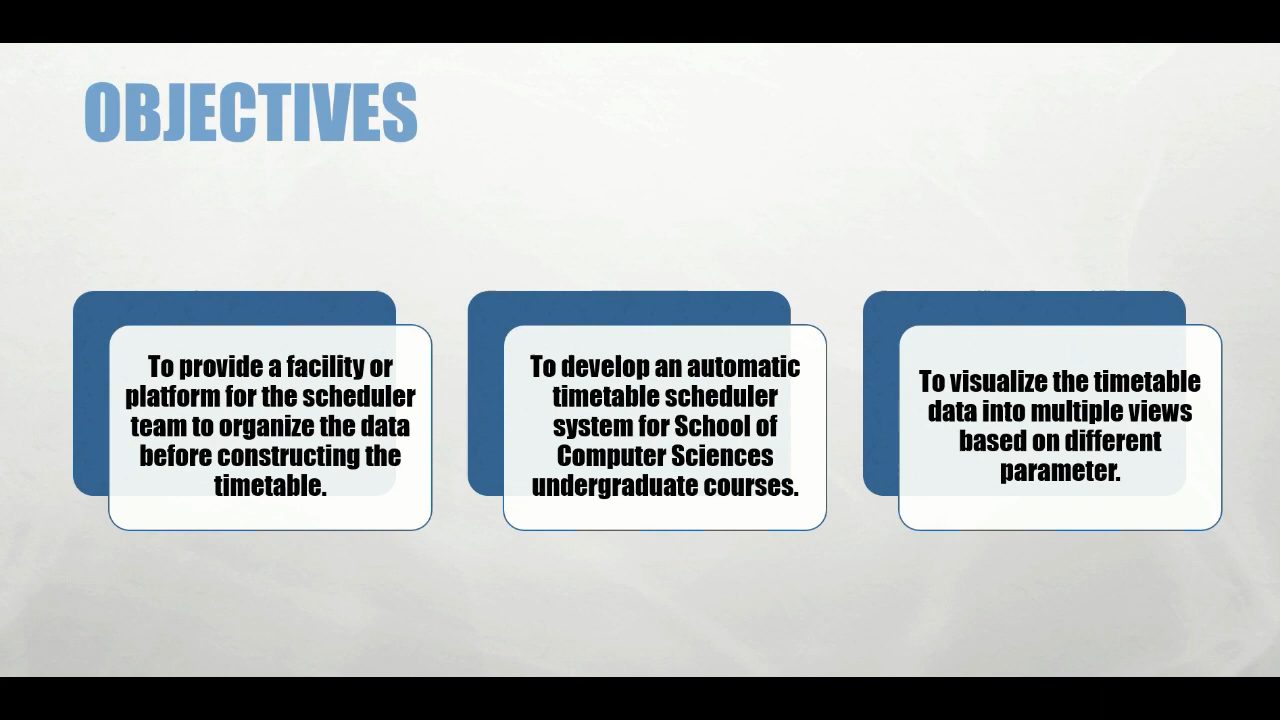 OBJECTIVES
To provide a facility or
platform for the scheduler
team to organize the data
before constructing the
timetable.
To develop an automatic
timetable scheduler
system for School of
Computer Sciences
undergraduate courses.
To visualize the timetable
data into multiple views
based on different
parameter.